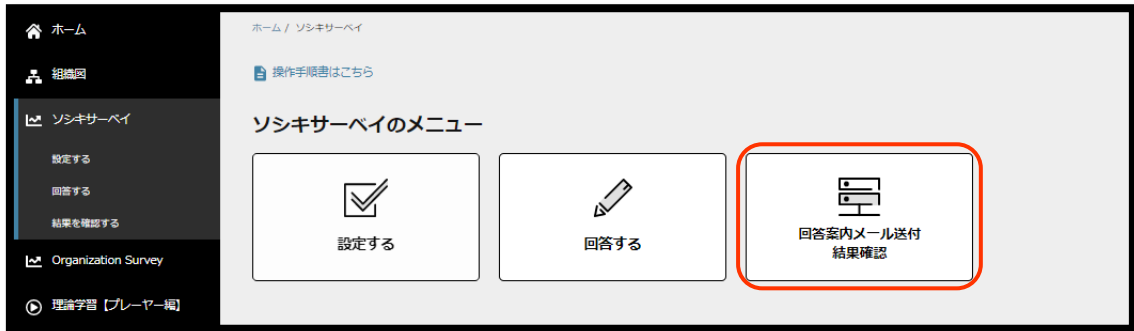 ホーム
組織図
ソシキサーベイ
設定する
回答する
結果を確認する
Organization Survey
理論学習【プレーヤー編】
ホーム / ソシキサーベイ
操作手順書はこちら
ソシキサーベイのメニュー
設定する
回答する
回答案内メール送付
結果確認